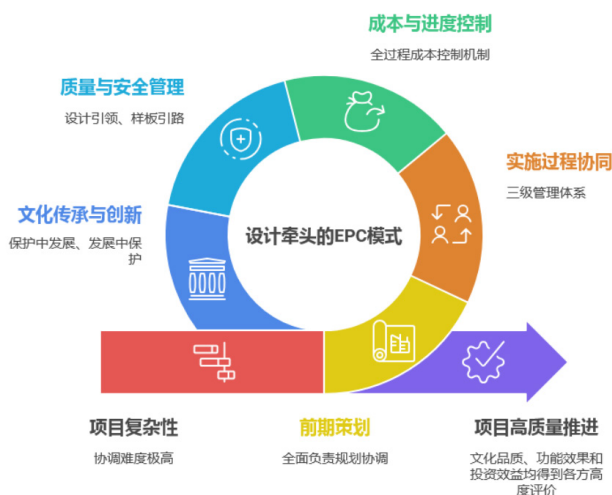 成本与进度控制
全过程成本控制机制
质量与安全管理
设计引领、样板引路
实施过程协同
三级管理体系
文化传承与创新
保护中发展、发展中保
护
设计牵头的EPC模式
项目复杂性
协调难度极高
前期策划
全面负责规划协调
项目高质量推进
文化品质、功能效果和
投资效益均得到各方高
度评价